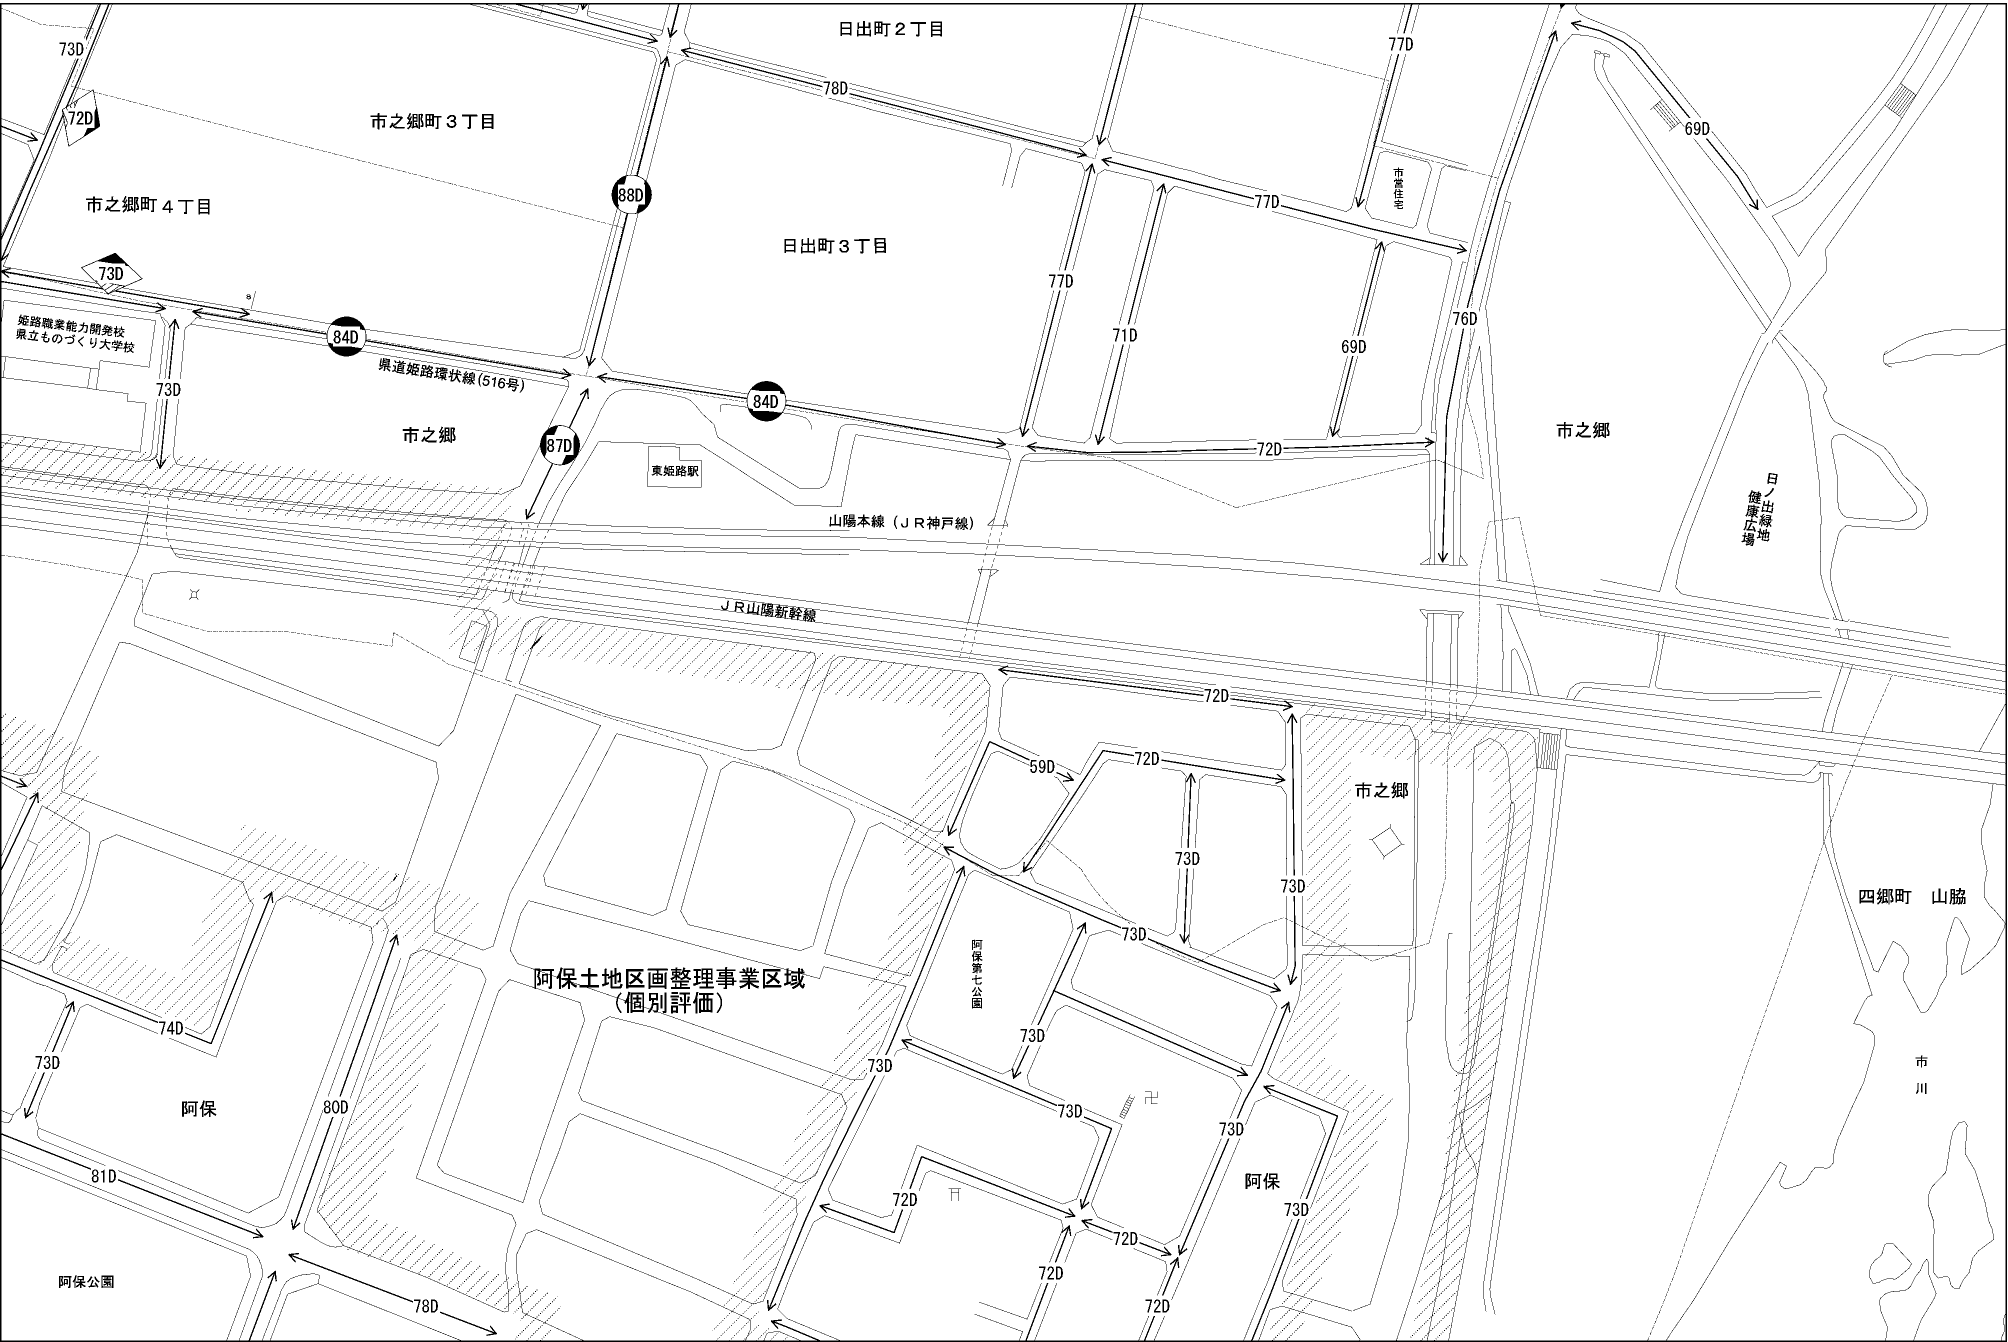 日出町２丁目
73D
77D
78D
72D
市之郷町３丁目
69D
88D
市営住宅
77D
市之郷町４丁目
日出町３丁目
73D
77D
76D
84D
71D
69D
姫路職業能力開発校
県立ものづくり大学校
県道姫路環状線(516号)
73D
84D
市之郷
87D
72D
市之郷
東姫路駅
日ノ出緑地
健康広場
山陽本線（ＪＲ神戸線）
ＪＲ山陽新幹線
72D
59D
72D
市之郷
73D
73D
四郷町　山脇
73D
阿保第七公園
阿保土地区画整理事業区域
（個別評価）
74D
73D
73D
73D
市川
80D
阿保
73D
卍
73D
81D
阿保
72D
73D
72D
阿保公園
72D
78D
72D